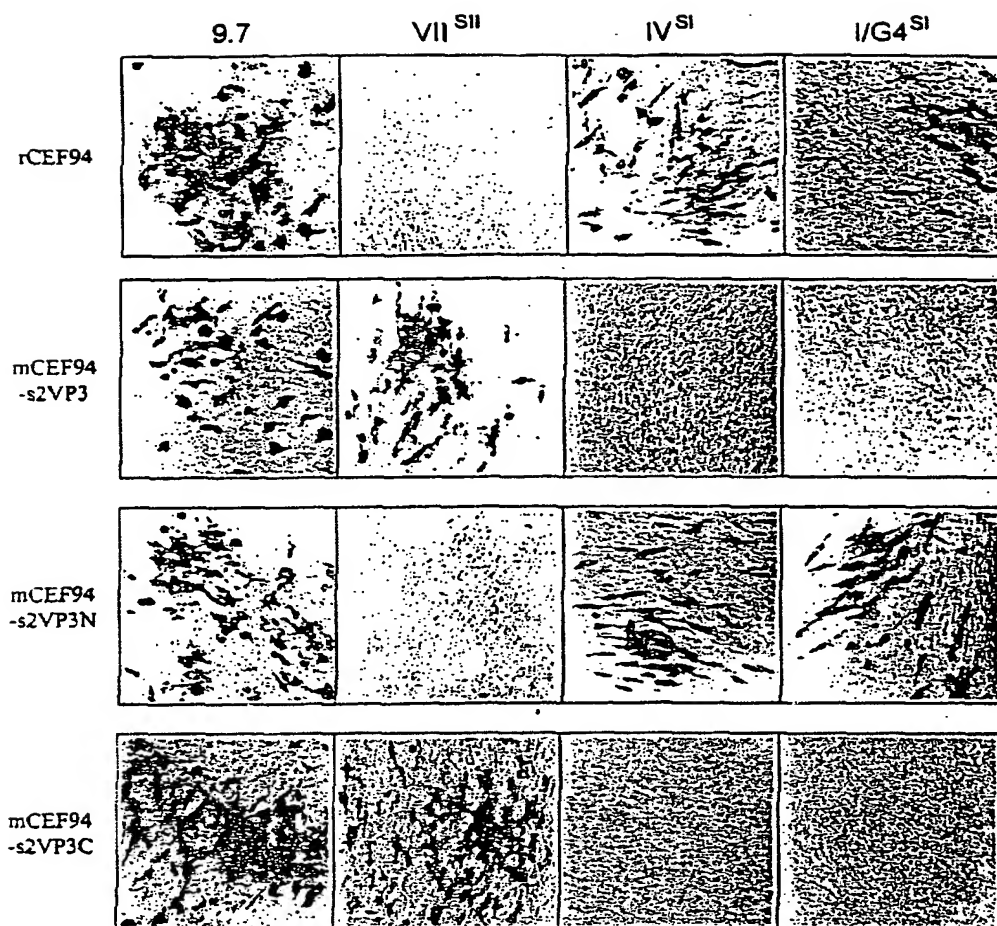 9.7 VII SII IV SI I/G4 SI
rCEF94
mCEF94
-s2VP3
mCEF94
-s2VP3N
mCEF94
-s2VP3C